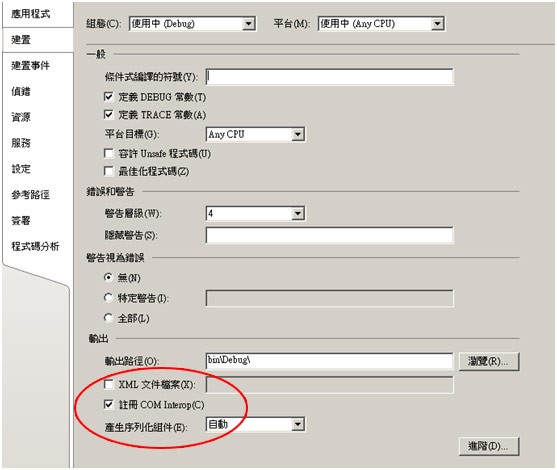 應用程式
建置
建置事件
偵錯
資源
服務
設定
參考路徑
簽署
程式碼分析
組態(C): 使用中 (Debug) 平台(M): 使用中 (Any CPU)
一般
條件式編譯的符號(Y):
定義 DEBUG 常數(T)
定義 TRACE 常數(A)
平台目標(G): Any CPU
容許 Unsafe 程式碼(U)
最佳化程式碼(Z)
錯誤和警告
警告層級(W): 4
隱藏警告(S):
警告視為錯誤
無(N)
特定警告(I):
全部(L)
輸出
輸出路徑(O): bin\Debug\ 瀏覽(R)...
XML 文件檔案(X):
註冊 COM Interop(C)
產生序列化組件(E): 自動
進階(D)...